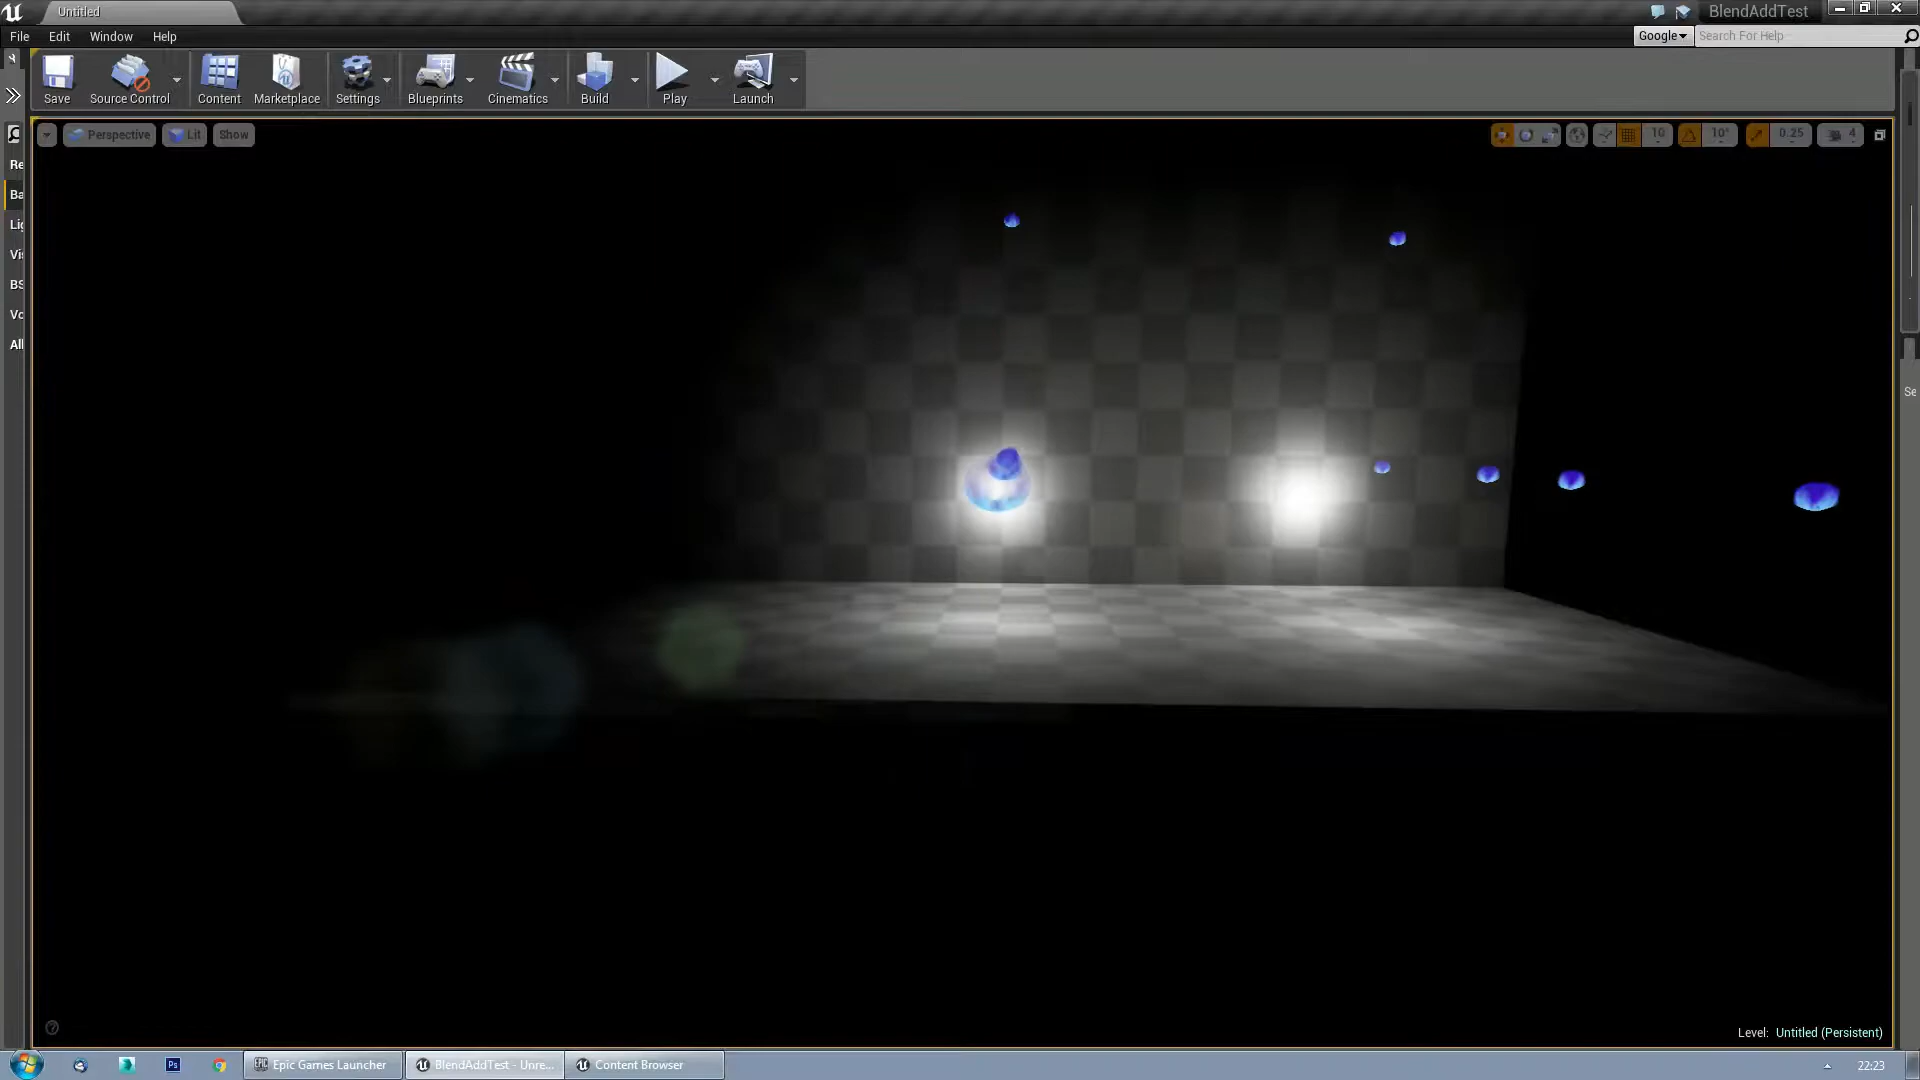 Untitled
BlendAddTest
File Edit Window Help
Google
Search For Help
Save Source Control Content Marketplace Settings Blueprints Cinematics Build Play Launch
Perspective Lit Show
10 10° 0.25 4
Re
Ba
Lig
Vis
BS
Vo
All
Se
Level: Untitled (Persistent)
Epic Games Launcher
BlendAddTest - Unre...
Content Browser
22:23